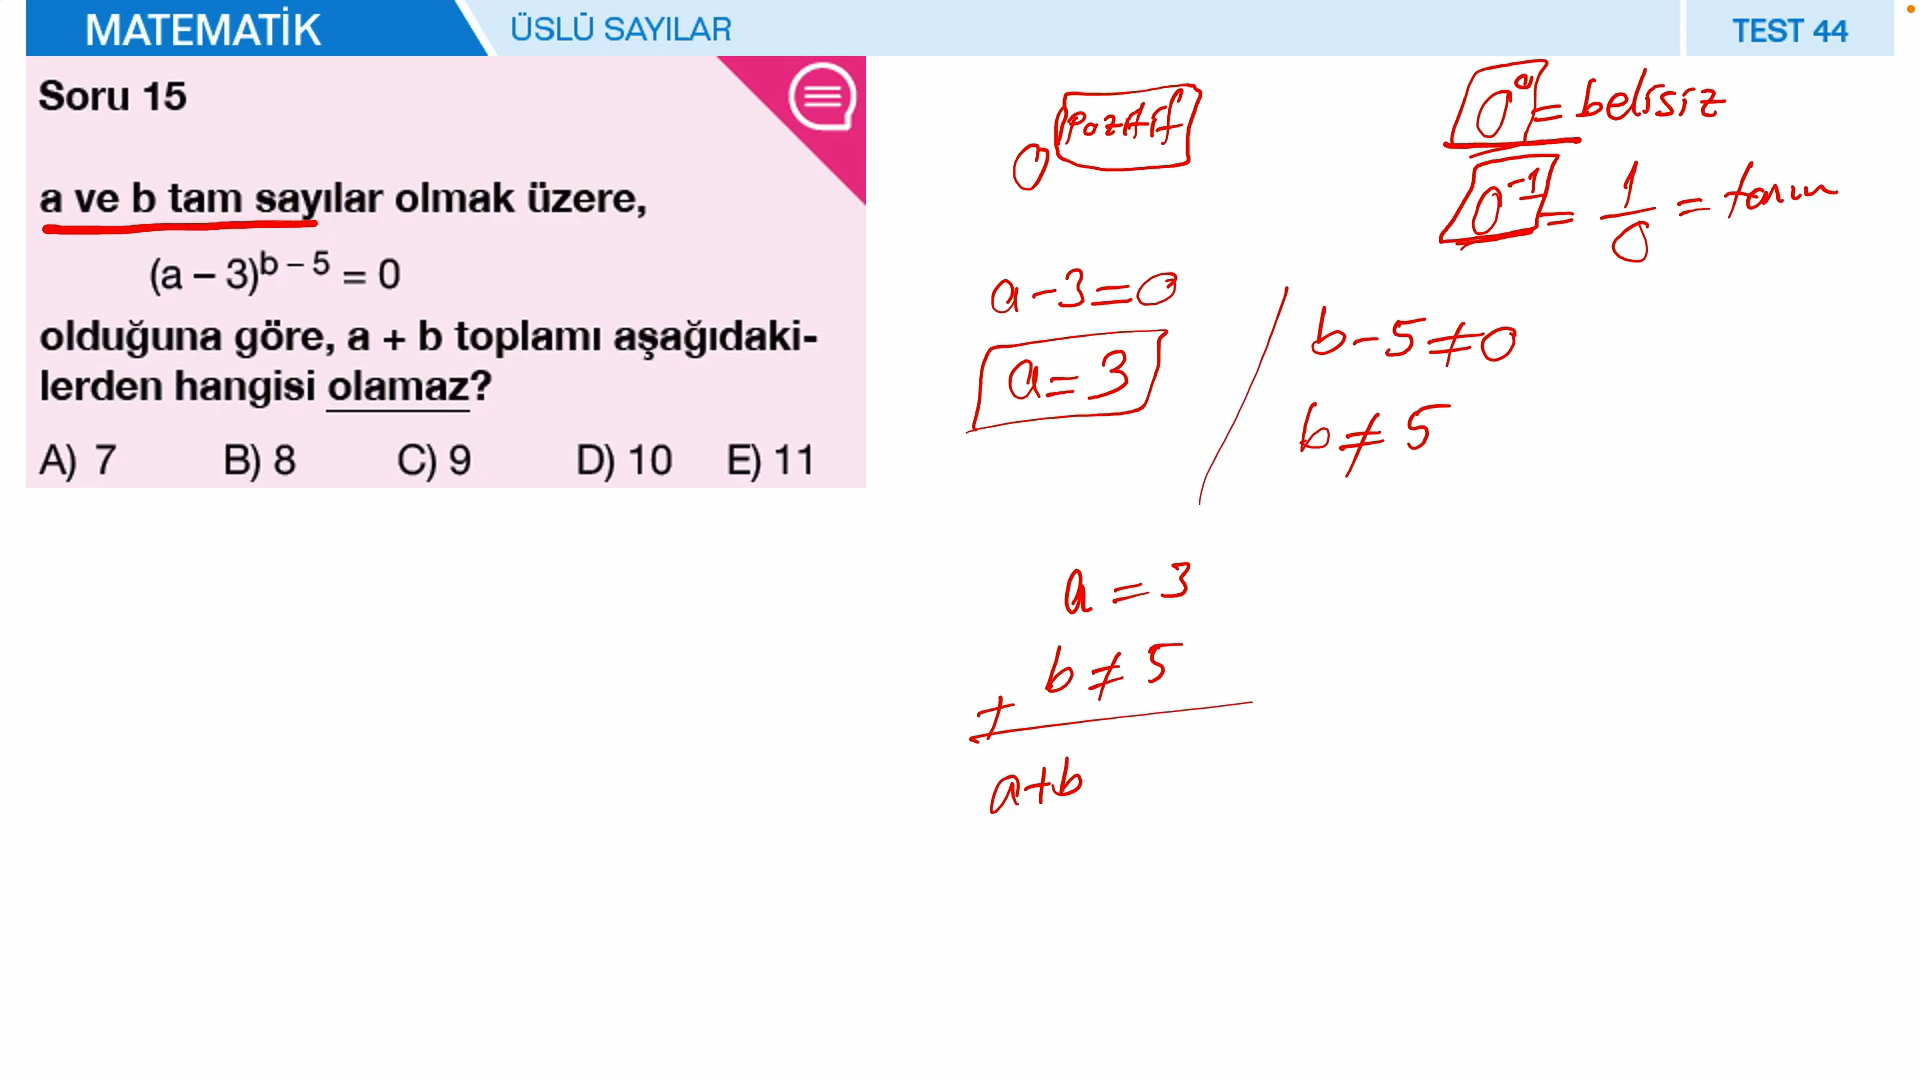 MATEMATİK
ÜSLÜ SAYILAR
TEST 44
Soru 15
a ve b tam sayılar olmak üzere,
(a – 3)^{b – 5} = 0
olduğuna göre, a + b toplamı aşağıdaki-
lerden hangisi olamaz?
A) 7 B) 8 C) 9 D) 10 E) 11
0^{pozitif}
0^0 = belisiz
0^{-1} = 1/0 =
a - 3 = 0
a = 3
b - 5 ≠ 0
b ≠ 5
a = 3
b ≠ 5
+
a + b